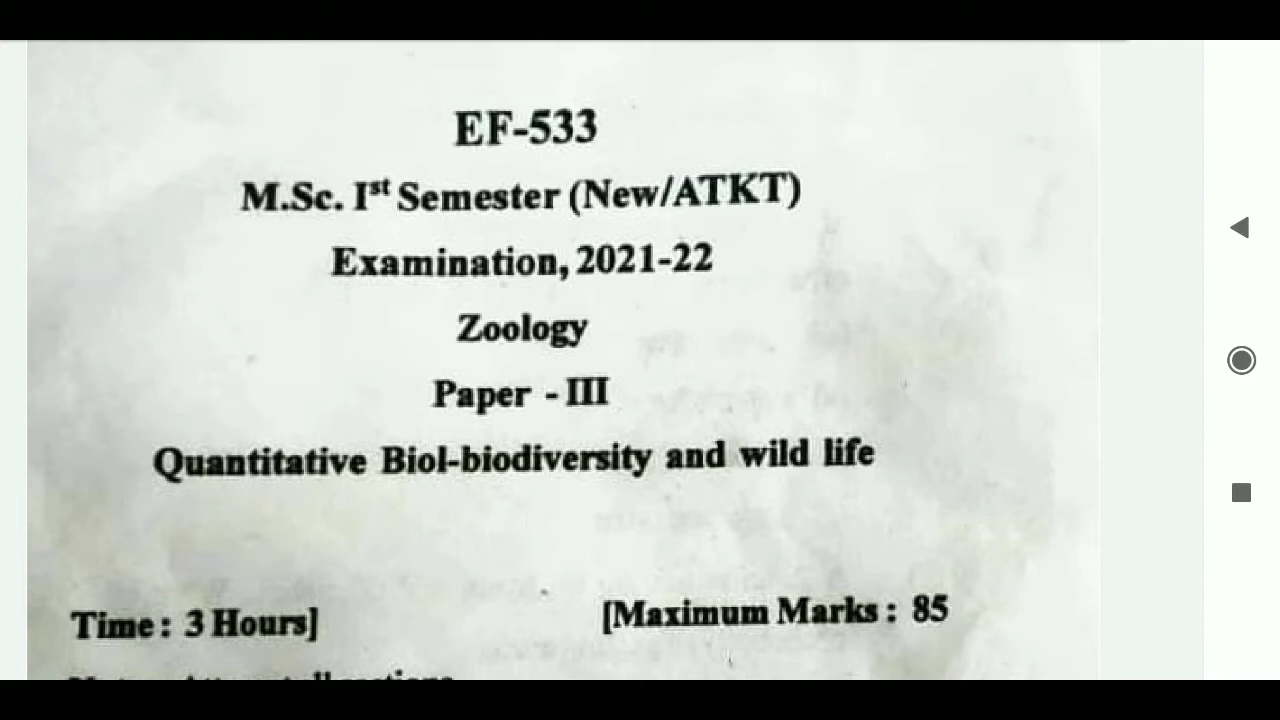 EF-533
M.Sc. Ist Semester (New/ATKT)
Examination, 2021-22
Zoology
Paper - III
Quantitative Biol-biodiversity and wild life
Time : 3 Hours] [Maximum Marks : 85